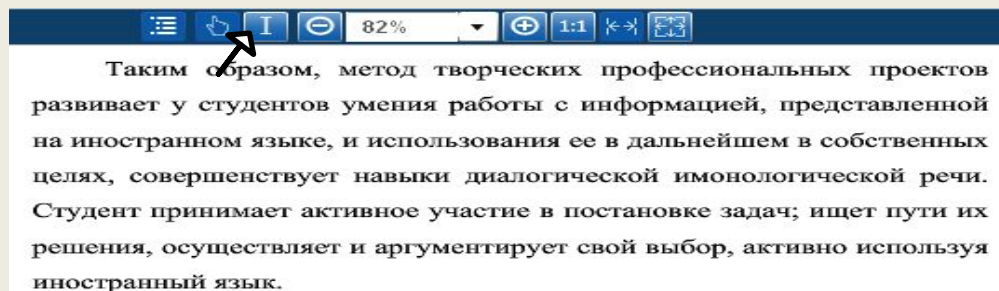 82%
1:1
Таким образом, метод творческих профессиональных проектов
развивает у студентов умения работы с информацией, представленной
на иностранном языке, и использования ее в дальнейшем в собственных
целях, совершенствует навыки диалогической имонологической речи.
Студент принимает активное участие в постановке задач; ищет пути их
решения, осуществляет и аргументирует свой выбор, активно используя
иностранный язык.